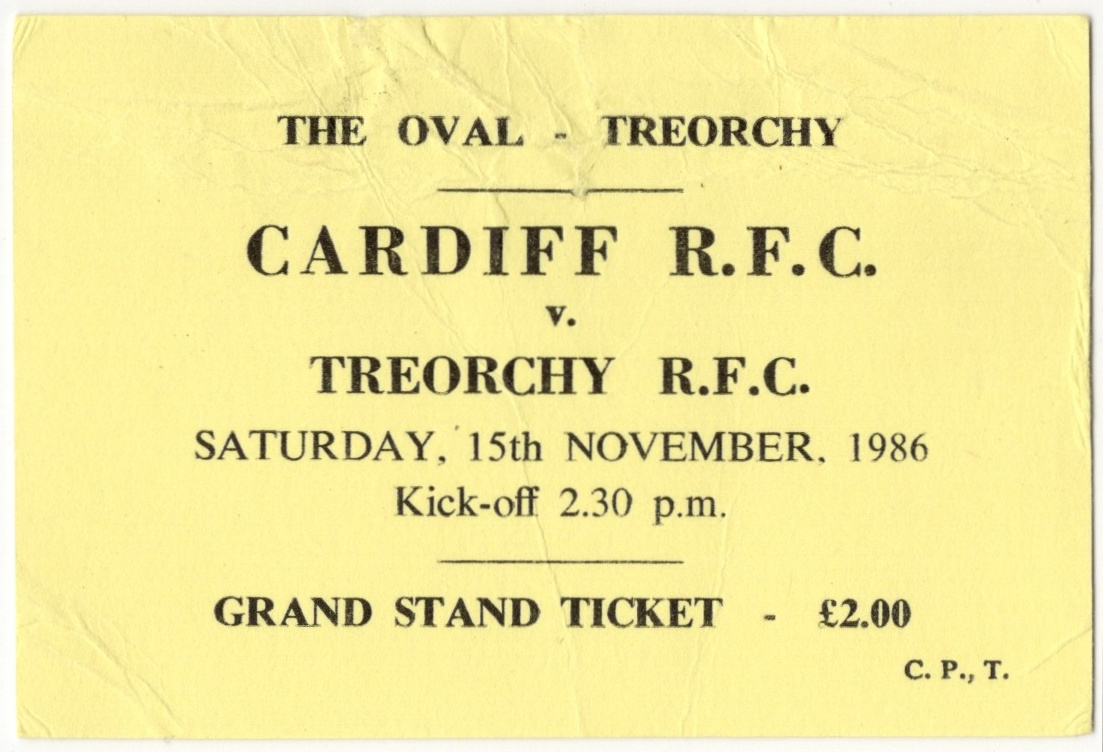 THE OVAL - TREORCHY
CARDIFF R.F.C.
v.
TREORCHY R.F.C.
SATURDAY, 15th NOVEMBER, 1986
Kick-off 2.30 p.m.
GRAND STAND TICKET - £2.00
C. P., T.